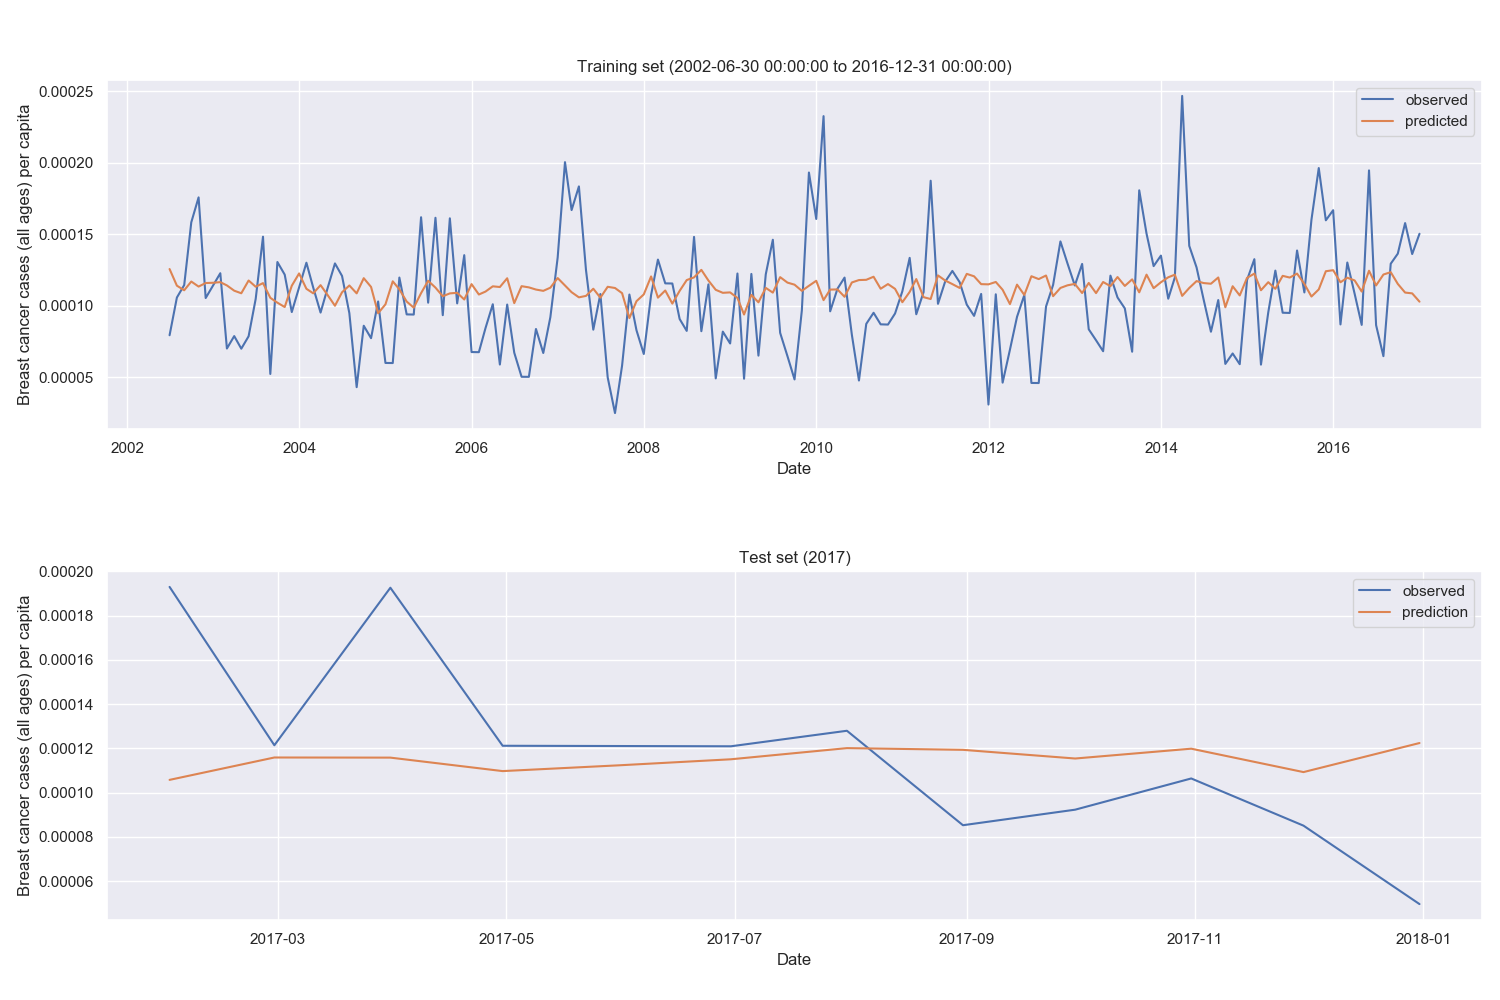 Training set (2002-06-30 00:00:00 to 2016-12-31 00:00:00)
Breast cancer cases (all ages) per capita
0.00025
0.00020
0.00015
0.00010
0.00005
observed
predicted
2002 2004 2006 2008 2010 2012 2014 2016
Date
Test set (2017)
Breast cancer cases (all ages) per capita
0.00020
0.00018
0.00016
0.00014
0.00012
0.00010
0.00008
0.00006
observed
prediction
2017-03 2017-05 2017-07 2017-09 2017-11 2018-01
Date